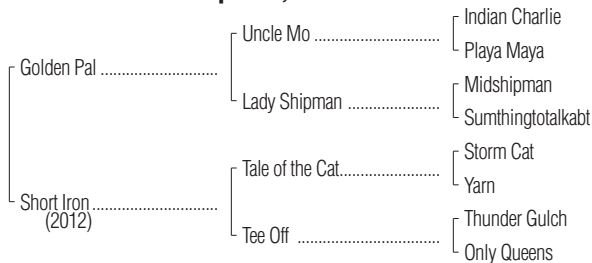 Indian Charlie
Uncle Mo ........................................
Playa Maya
Golden Pal ..............................
Midshipman
Lady Shipman ..............................
Sumthingtotalkabt
Storm Cat
Tale of the Cat................................
Yarn
Short Iron................................
(2012)
Thunder Gulch
Tee Off ..........................................
Only Queens